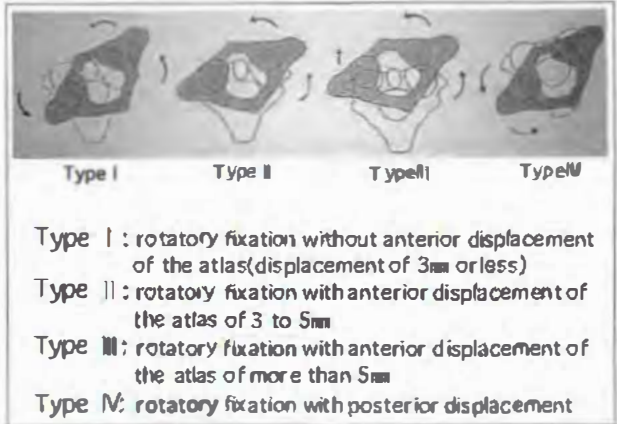 Type I Type II Type III Type IV
Type I : rotatory fixation without anterior displacement
of the atlas(displacement of 3mm or less)
Type II : rotatory fixation with anterior displacement of
the atlas of 3 to 5mm
Type III : rotatory fixation with anterior displacement of
the atlas of more than 5mm
Type IV: rotatory fixation with posterior displacement